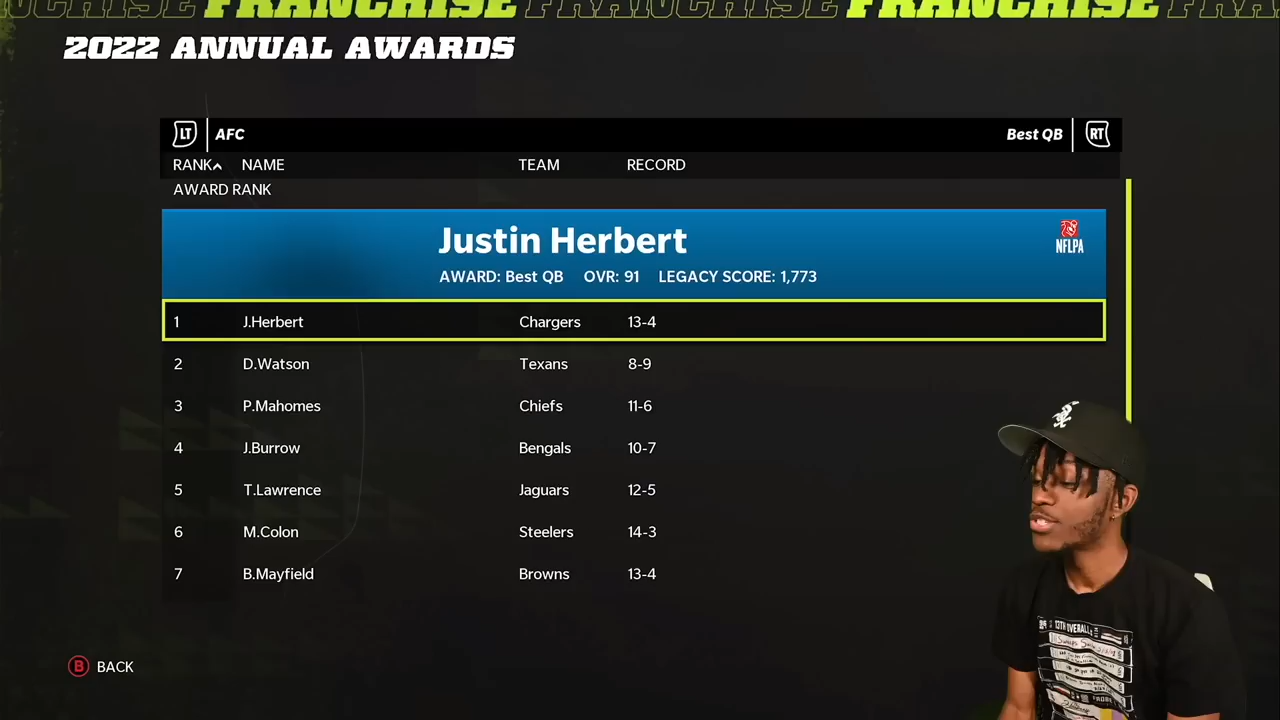 FRANCHISE FRANCHISE FRANCHISE FRANCHISE
2022 ANNUAL AWARDS
LT AFC Best QB RT
RANK NAME TEAM RECORD
AWARD RANK
Justin Herbert
NFLPA
AWARD: Best QB OVR: 91 LEGACY SCORE: 1,773
1 J.Herbert Chargers 13-4
2 D.Watson Texans 8-9
3 P.Mahomes Chiefs 11-6
4 J.Burrow Bengals 10-7
5 T.Lawrence Jaguars 12-5
6 M.Colon Steelers 14-3
7 B.Mayfield Browns 13-4
B BACK
13TH OVERALL